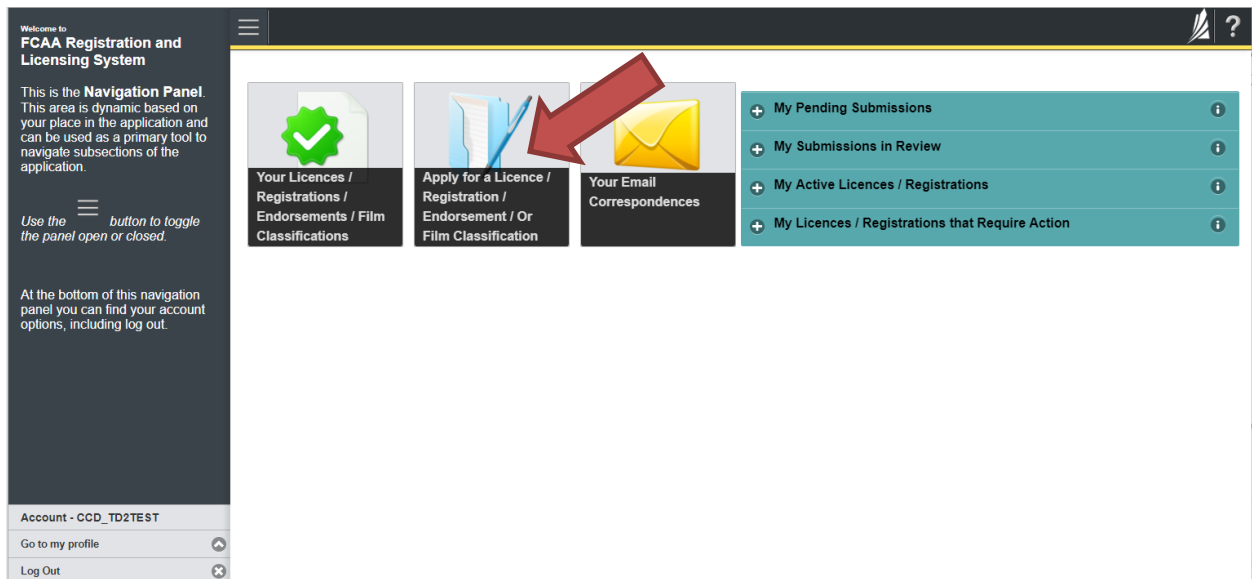 Welcome to
FCAA Registration and
Licensing System
This is the Navigation Panel.
This area is dynamic based on
your place in the application and
can be used as a primary tool to
navigate subsections of the
application.
Use the button to toggle
the panel open or closed.
At the bottom of this navigation
panel you can find your account
options, including log out.
Account - CCD_TD2TEST
Go to my profile
Log Out
?
Your Licences /
Registrations /
Endorsements / Film
Classifications
Apply for a Licence /
Registration /
Endorsement / Or
Film Classification
Your Email
Correspondences
My Pending Submissions
My Submissions in Review
My Active Licences / Registrations
My Licences / Registrations that Require Action